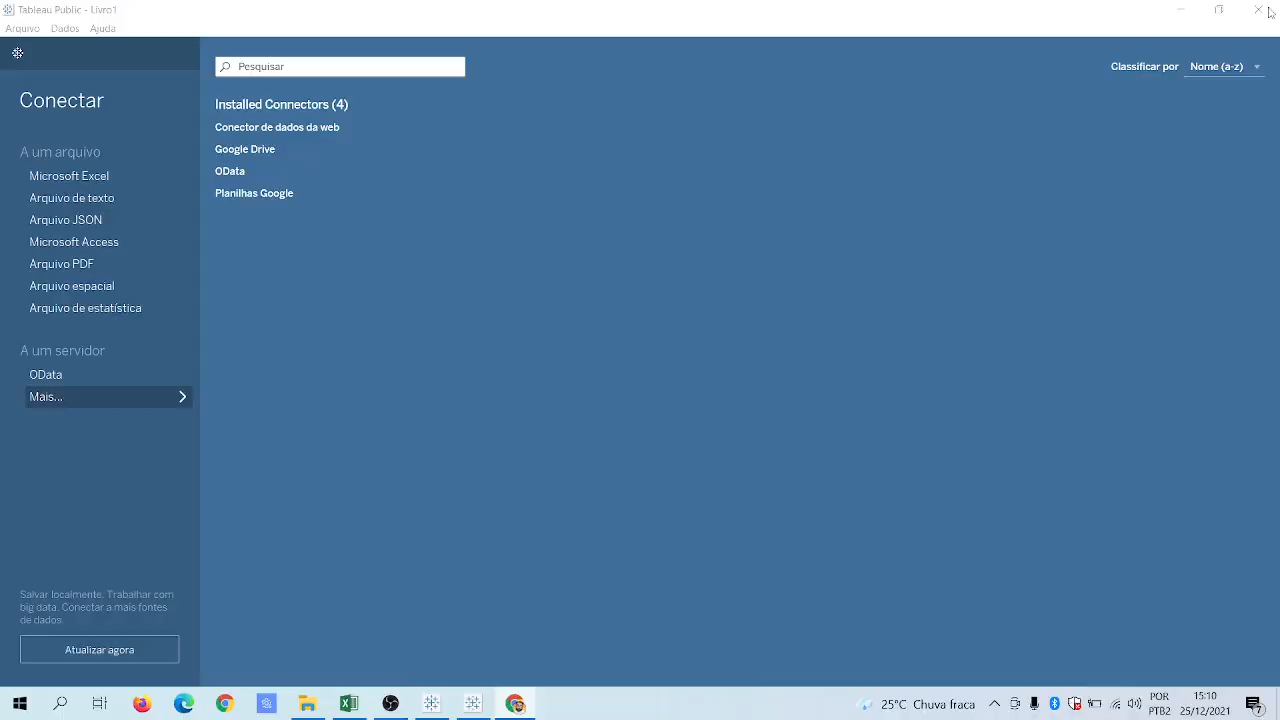 Tableau Public - Livro1
Arquivo Dados Ajuda
Conectar
A um arquivo
Microsoft Excel
Arquivo de texto
Arquivo JSON
Microsoft Access
Arquivo PDF
Arquivo espacial
Arquivo de estatística
A um servidor
OData
Mais...
Salvar localmente. Trabalhar com
big data. Conectar a mais fontes
de dados.
Atualizar agora
Pesquisar
Classificar por Nome (a-z)
Installed Connectors (4)
Conector de dados da web
Google Drive
OData
Planilhas Google
25°C Chuva fraca
POR
PTB2
15:10
25/12/2021
7